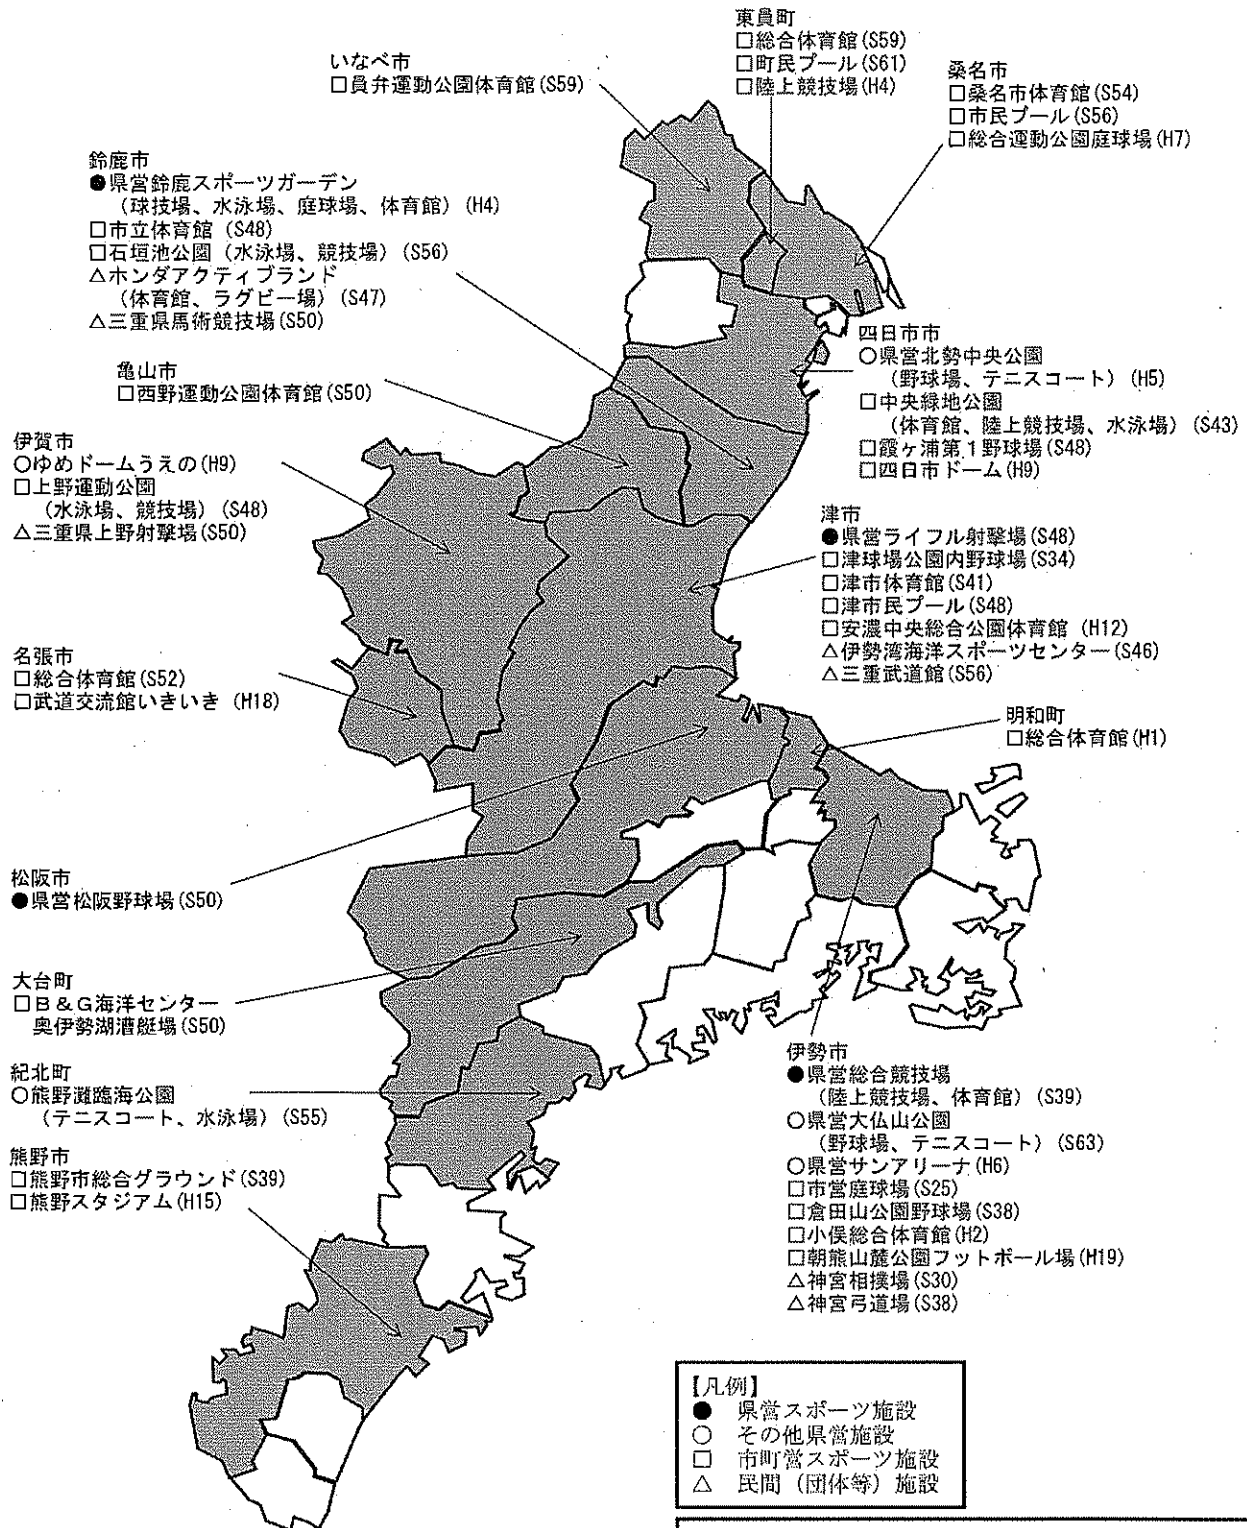 東員町
□総合体育館(S59)
□町民プール(S61)
□陸上競技場(H4)
いなべ市
□員弁運動公園体育館(S59)
桑名市
□桑名市体育館(S54)
□市民プール(S56)
□総合運動公園庭球場(H7)
鈴鹿市
●県営鈴鹿スポーツガーデン
（球技場、水泳場、庭球場、体育館）(H4)
□市立体育館（S48）
□石垣池公園（水泳場、競技場）(S56)
△ホンダアクティブランド
（体育館、ラグビー場）(S47)
△三重県馬術競技場(S50)
四日市市
○県営北勢中央公園
（野球場、テニスコート）(H5)
□中央緑地公園
（体育館、陸上競技場、水泳場）(S43)
□霞ヶ浦第１野球場(S48)
□四日市ドーム(H9)
亀山市
□西野運動公園体育館(S50)
伊賀市
○ゆめドームうえの(H9)
□上野運動公園
（水泳場、競技場）(S48)
△三重県上野射撃場(S50)
津市
●県営ライフル射撃場(S48)
□津球場公園内野球場(S34)
□津市体育館(S41)
□津市民プール(S48)
□安濃中央総合公園体育館（H12)
△伊勢湾海洋スポーツセンター(S46)
△三重武道館(S56)
名張市
□総合体育館(S52)
□武道交流館いきいき（H18)
明和町
□総合体育館(H1)
松阪市
●県営松阪野球場(S50)
大台町
□Ｂ＆Ｇ海洋センター
奥伊勢湖漕艇場(S50)
紀北町
○熊野灘臨海公園
（テニスコート、水泳場）(S55)
熊野市
□熊野市総合グラウンド(S39)
□熊野スタジアム(H15)
伊勢市
●県営総合競技場
（陸上競技場、体育館）(S39)
○県営大仏山公園
（野球場、テニスコート）(S63)
○県営サンアリーナ(H6)
□市営庭球場(S25)
□倉田山公園野球場(S38)
□小俣総合体育館(H2)
□朝熊山麓公園フットボール場(H19)
△神宮相撲場(S30)
△神宮弓道場(S38)
【凡例】
●　県営スポーツ施設
○　その他県営施設
□　市町営スポーツ施設
△　民間（団体等）施設